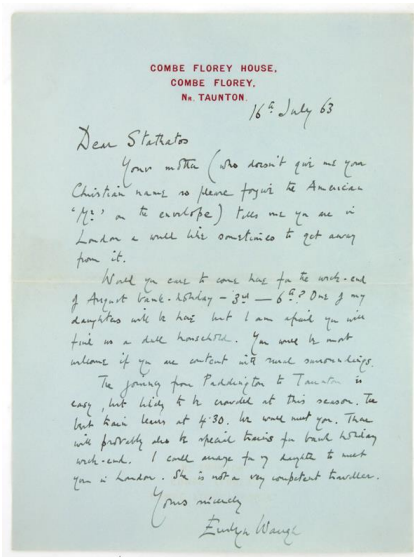 COMBE FLOREY HOUSE,
COMBE FLOREY,
Nr. TAUNTON.
16th July 63
Dear Stathatos
Your mother (who doesn't give me your
Christian name so please forgive the American
'Mr' on the envelope) tells me you are in
London & would like sometimes to get away
from it.
Would you care to come here for the week-end
of August bank-holiday – 3rd – 6th? One of my
daughters will be here but I am afraid you will
find us a dull household. You will be most
welcome if you are content with rural surroundings.
The journey from Paddington to Taunton is
easy, but likely to be crowded at this season. The
best train leaves at 4.30. We would meet you. There
will probably also be special trains for bank holiday
week-end. I could arrange for my daughter to meet
you in London. She is not a very competent traveller.
Yours sincerely
Evelyn Waugh